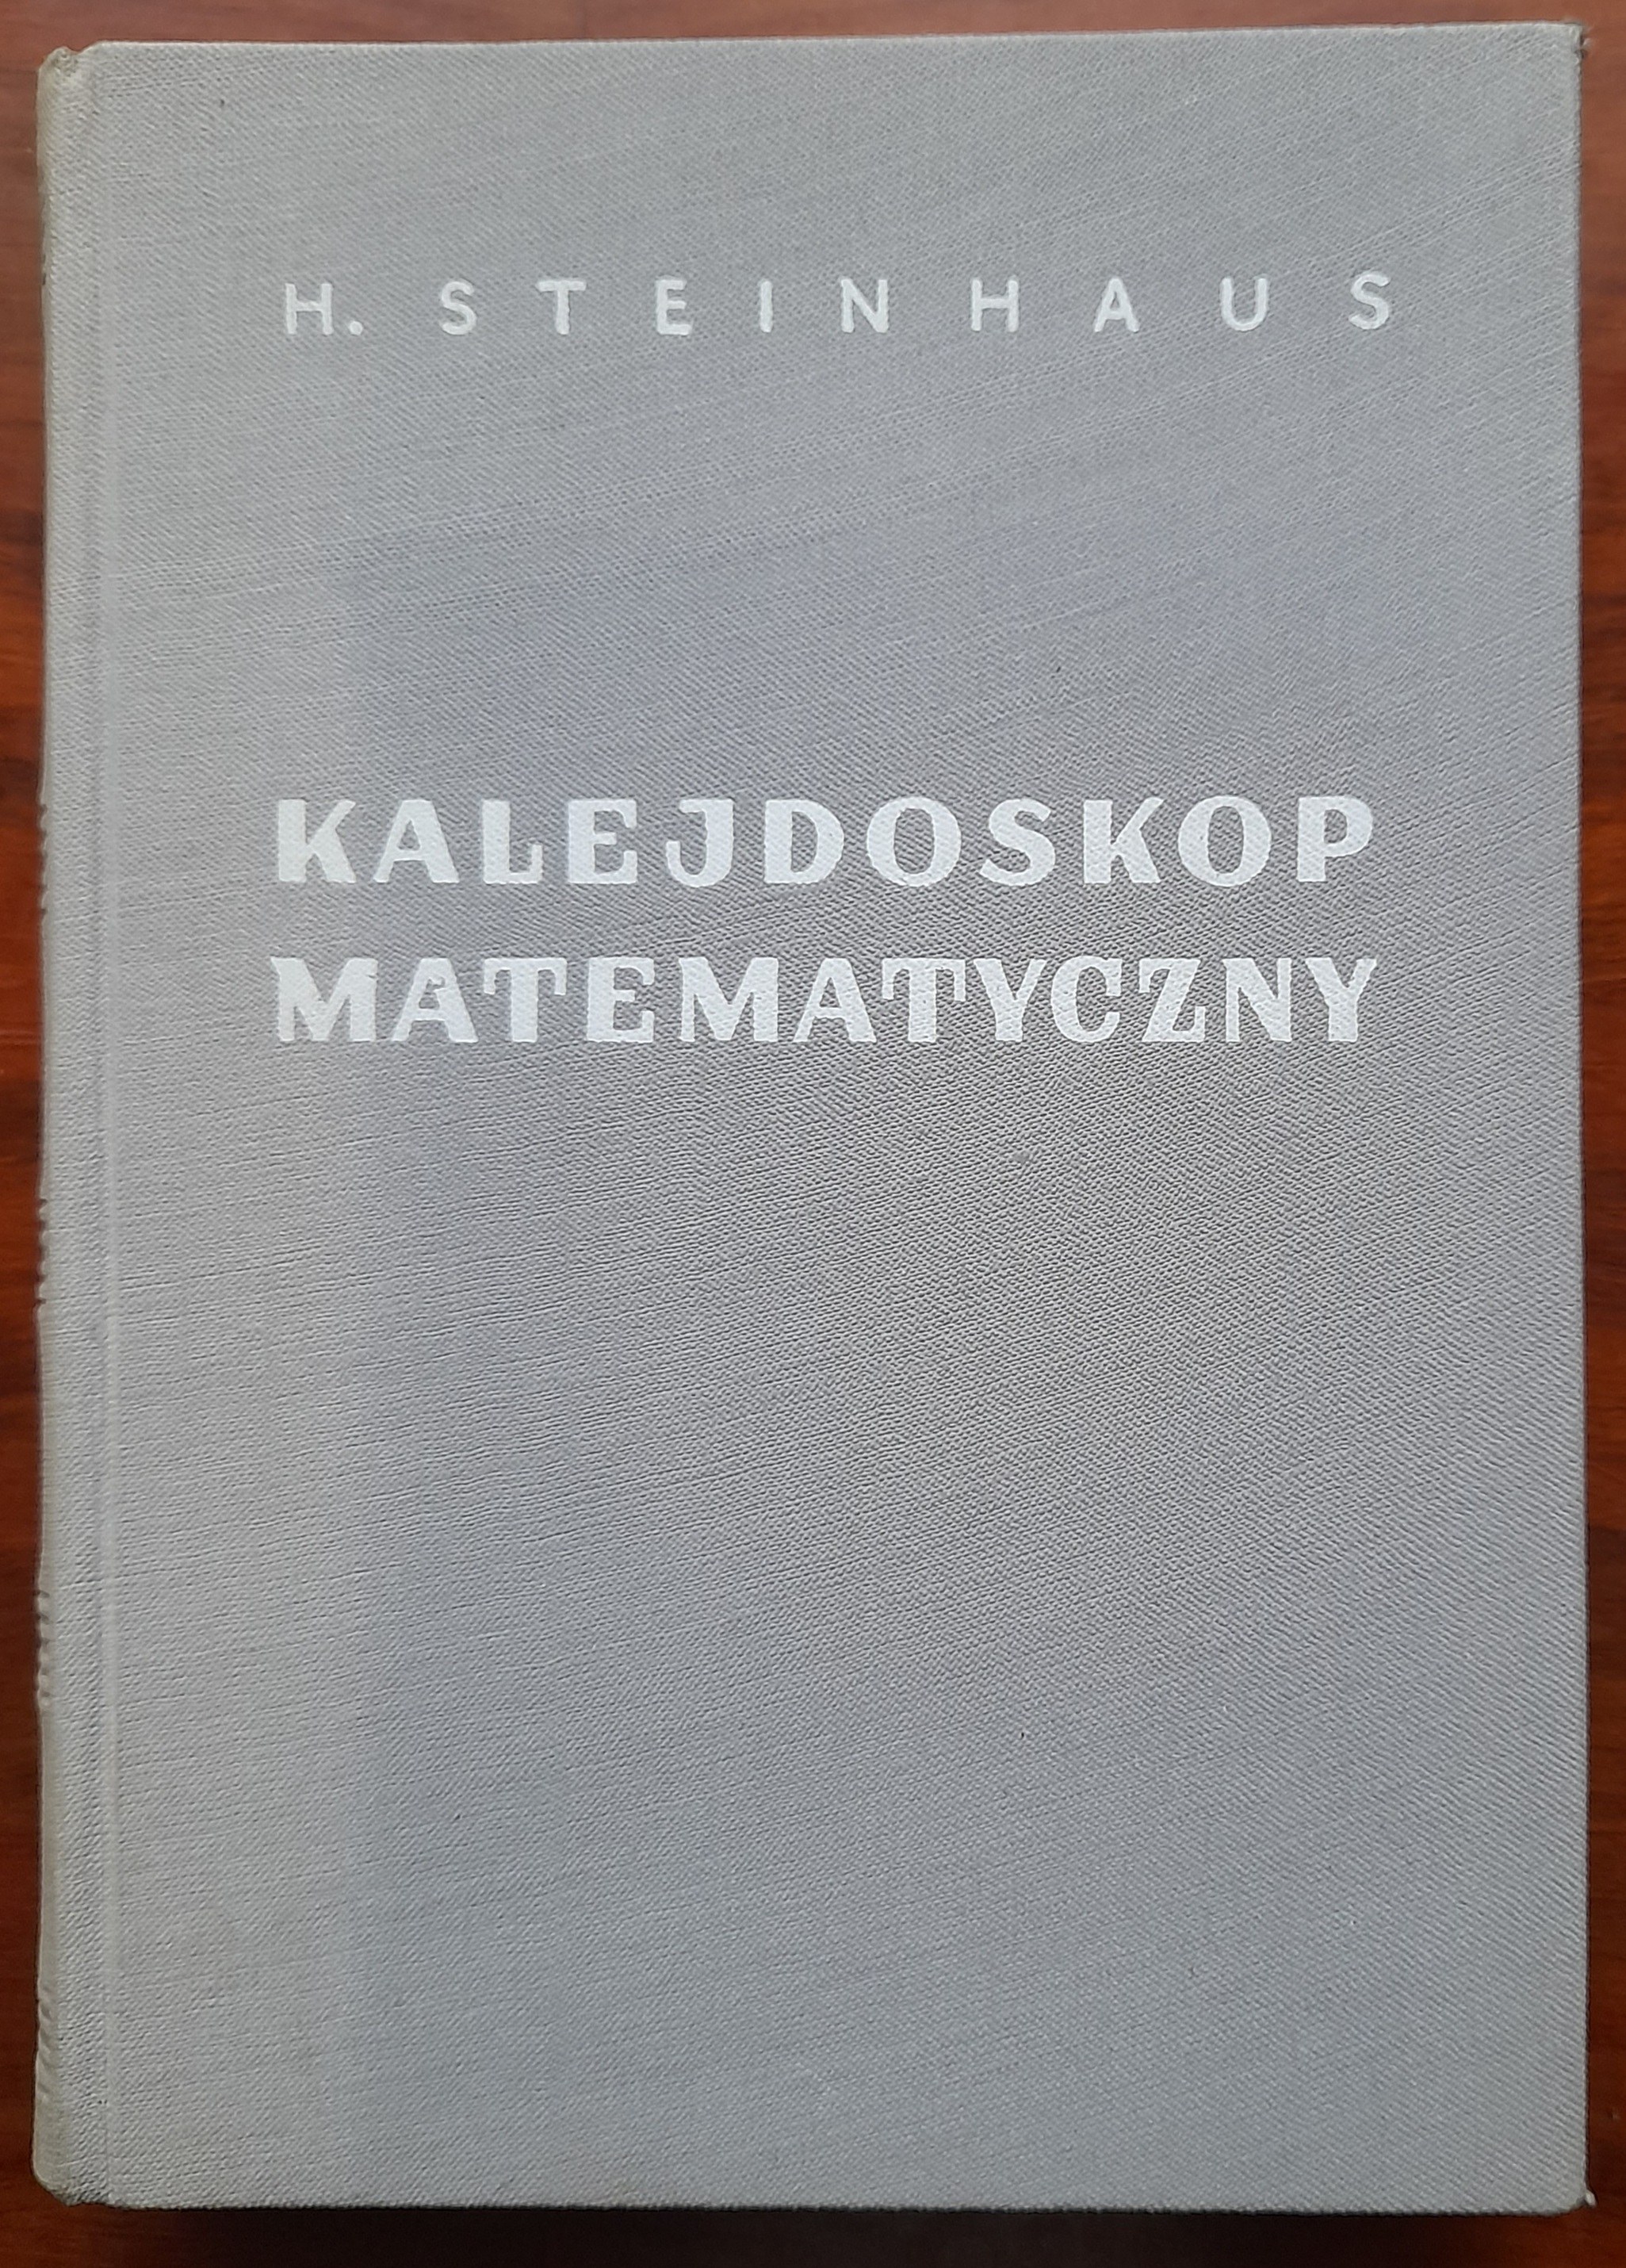 H. STEINHAUS
KALEJDOSKOP
MATEMATYCZNY